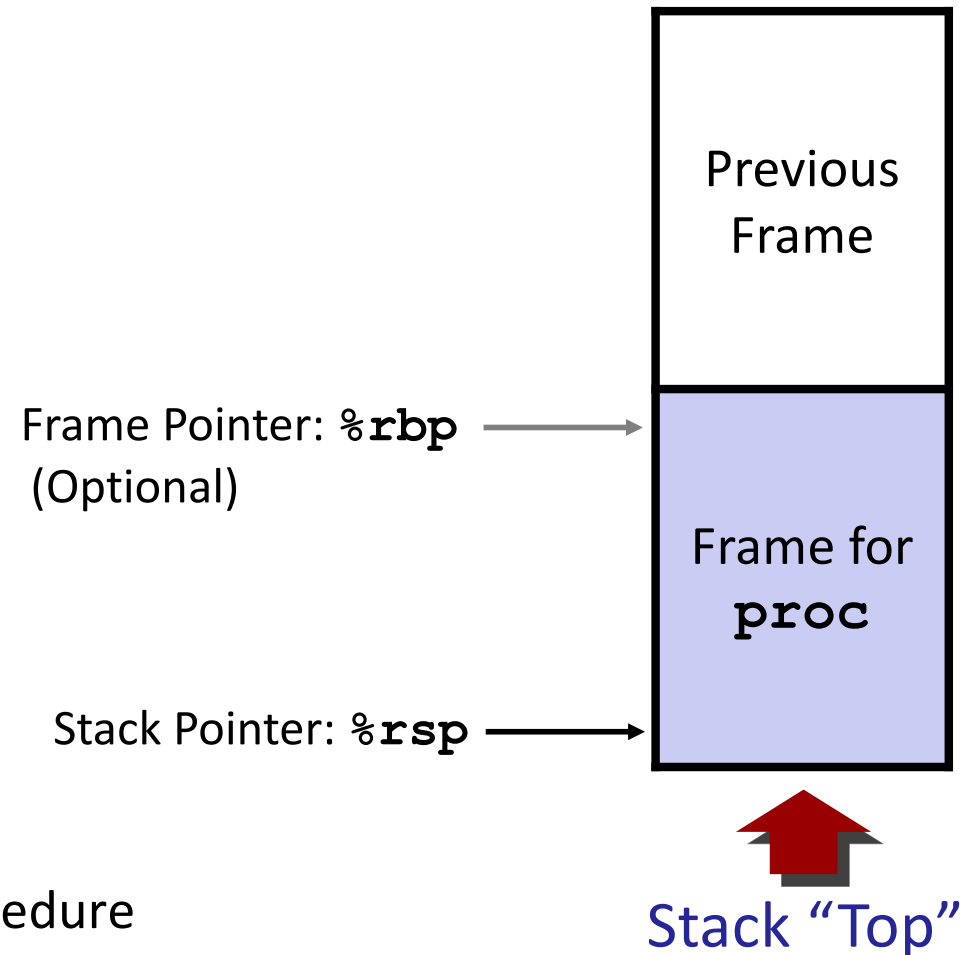 Previous
Frame
Frame Pointer: %rbp
(Optional)
Frame for
proc
Stack Pointer: %rsp
edure
Stack “Top”